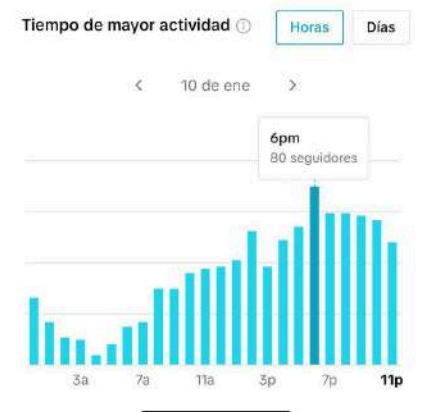 Tiempo de mayor actividad
Horas
Días
10 de ene
6pm
80 seguidores
3a
7a
11a
3p
7p
11p